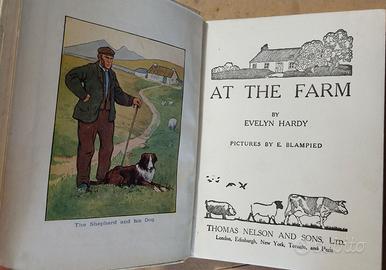 The Shepherd and his Dog
AT THE FARM
BY
EVELYN HARDY
PICTURES BY E. BLAMPIED
THOMAS NELSON AND SONS, LTD.
London, Edinburgh, New York, Toronto, and Paris
subito